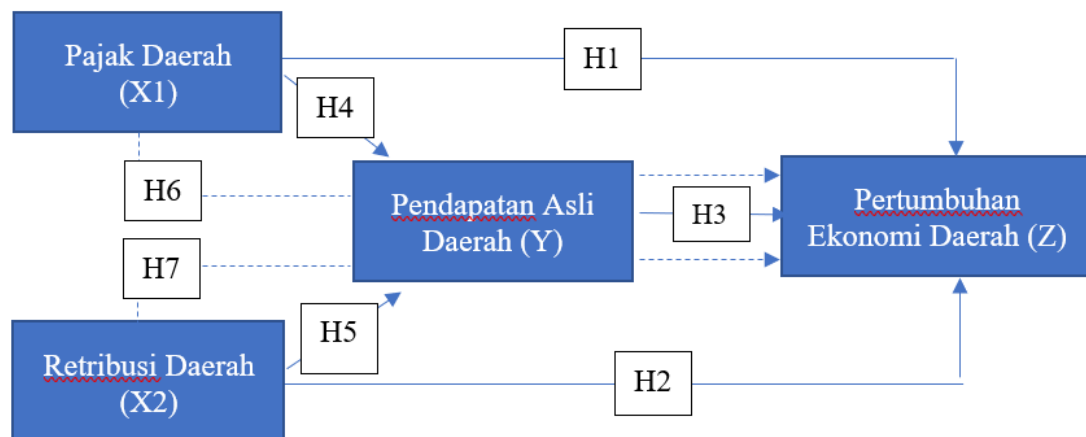 Pajak Daerah
(X1)
H1
H4
H6
Pendapatan Asli
Daerah (Y)
H3
Pertumbuhan
Ekonomi Daerah (Z)
H7
H5
Retribusi Daerah
(X2)
H2